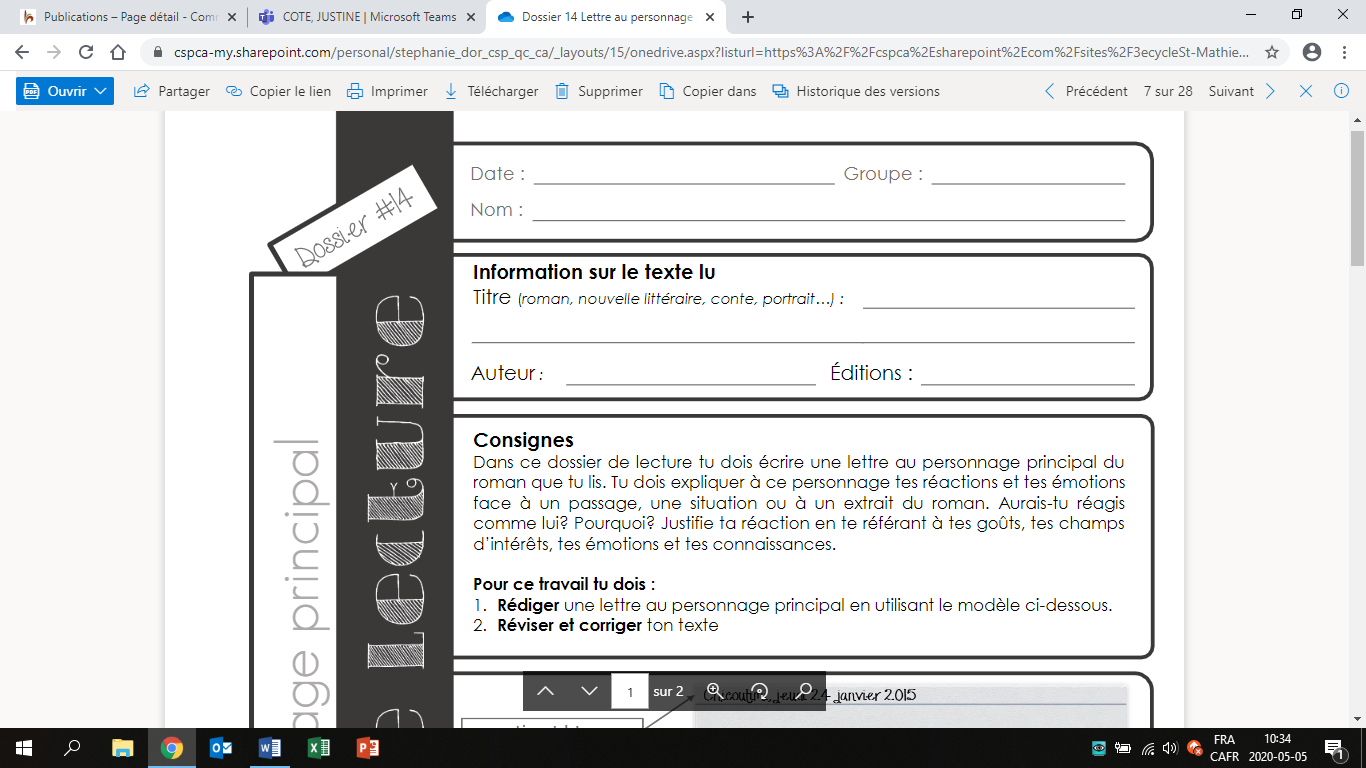 Publications – Page détail - Com
COTE, JUSTINE | Microsoft Teams
Dossier 14 Lettre au personnage
cspca-my.sharepoint.com/personal/stephanie_dor_csp_qc_ca/_layouts/15/onedrive.aspx?listurl=https%3A%2F%2Fcspca%2Esharepoint%2Ecom%2Fsites%2F3ecycleSt-Mathie...
PDF Ouvrir Partager Copier le lien Imprimer Télécharger Supprimer Copier dans Historique des versions Précédent 7 sur 28 Suivant
Dossier #14
Date : Groupe :
Nom :
Information sur le texte lu
Titre (roman, nouvelle littéraire, conte, portrait...) :
Auteur : Éditions :
Consignes
Dans ce dossier de lecture tu dois écrire une lettre au personnage principal du
roman que tu lis. Tu dois expliquer à ce personnage tes réactions et tes émotions
face à un passage, une situation ou à un extrait du roman. Aurais-tu réagis
comme lui? Pourquoi? Justifie ta réaction en te référant à tes goûts, tes champs
d'intérêts, tes émotions et tes connaissances.
Pour ce travail tu dois :
1. Rédiger une lettre au personnage principal en utilisant le modèle ci-dessous.
2. Réviser et corriger ton texte
age principal
e Lecture
1 sur 2
jeudi 24 janvier 2015
FRA
CAFR
10:34
2020-05-05
1